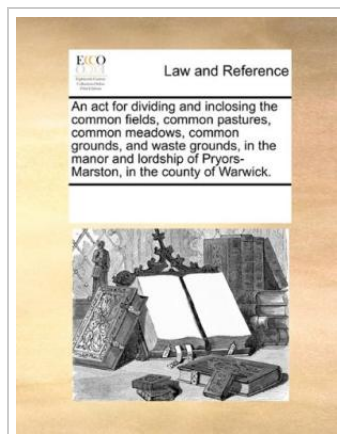 ECCO
Law and Reference
An act for dividing and inclosing the
common fields, common pastures,
common meadows, common
grounds, and waste grounds, in the
manor and lordship of Pryors-
Marston, in the county of Warwick.